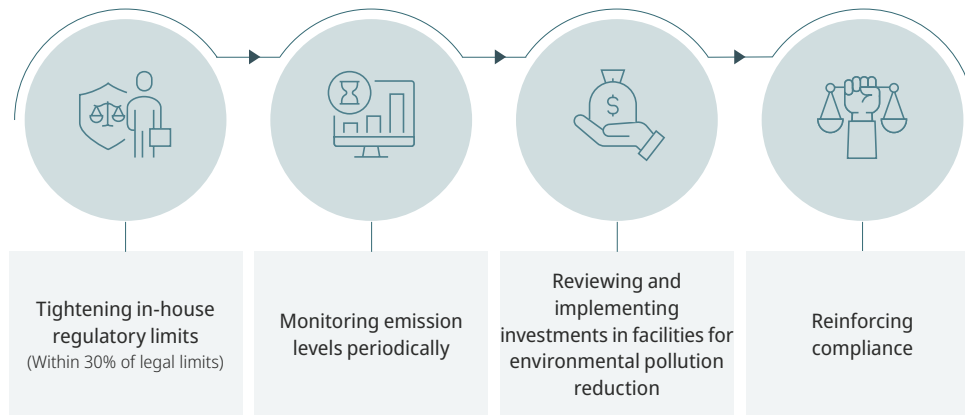 $
Tightening in-house
regulatory limits
(Within 30% of legal limits)
Monitoring emission
levels periodically
Reviewing and
implementing
investments in facilities for
environmental pollution
reduction
Reinforcing
compliance